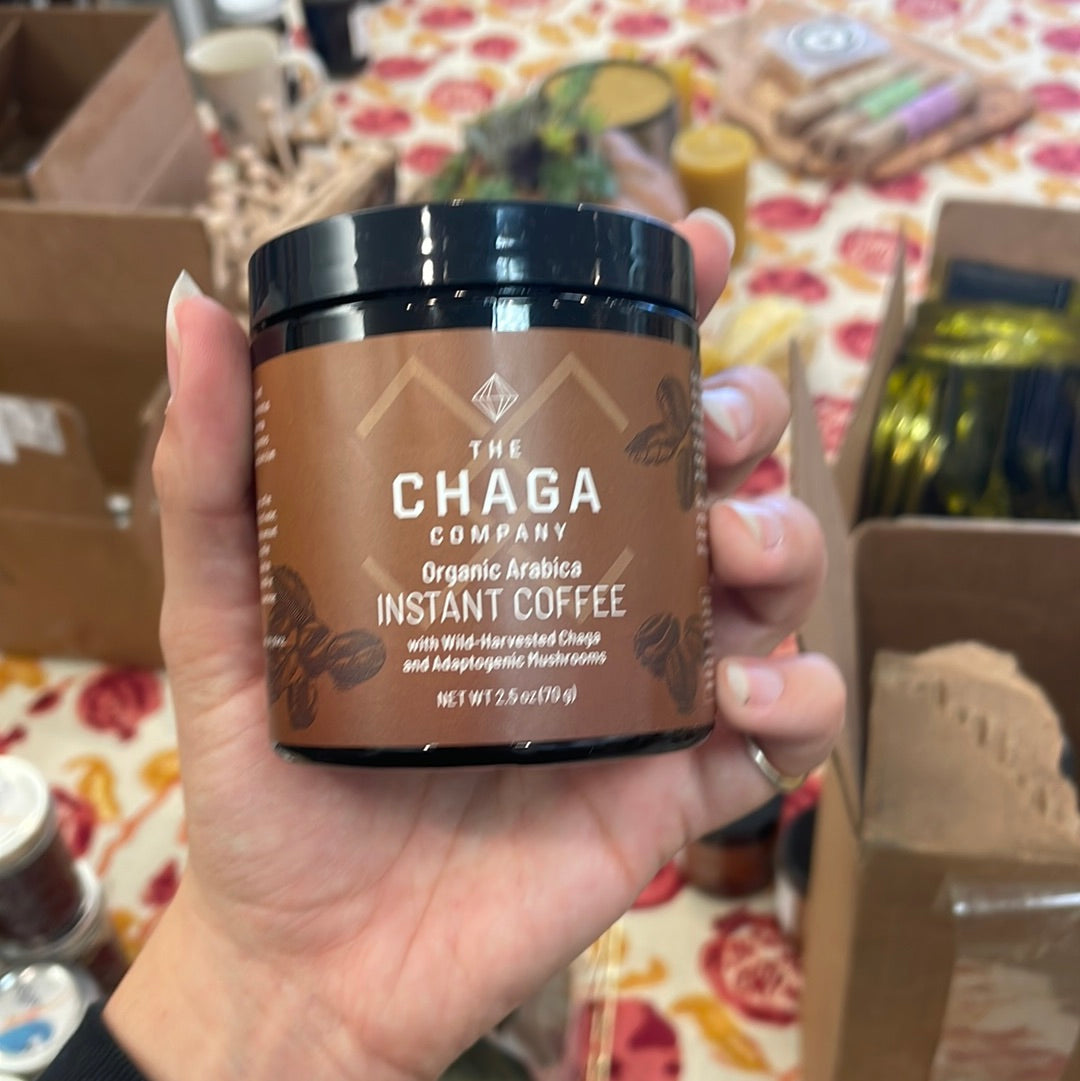 THE
CHAGA
COMPANY
Organic Arabica
INSTANT COFFEE
with Wild-Harvested Chaga
and Adaptogenic Mushrooms
NET WT 2.5 oz (70 g)